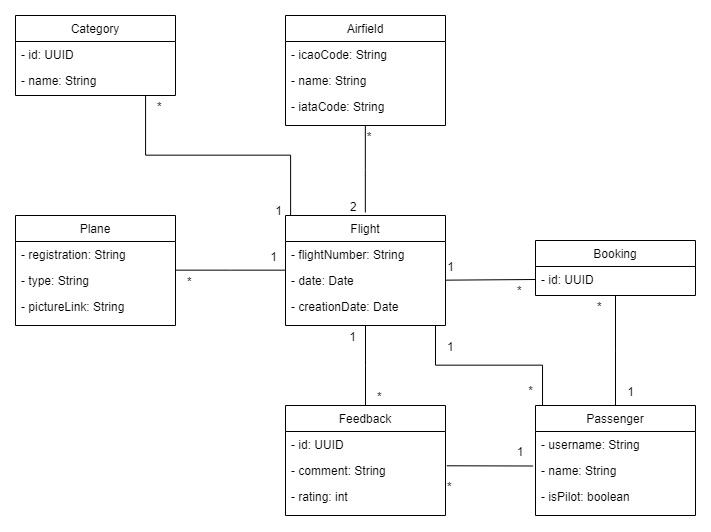 Category
- id: UUID
- name: String
*
Airfield
- icaoCode: String
- name: String
- iataCode: String
*
1
2
Plane
- registration: String
- type: String
- pictureLink: String
*
1
Flight
- flightNumber: String
- date: Date
- creationDate: Date
1
*
Booking
- id: UUID
*
1
1
*
1
*
Feedback
- id: UUID
- comment: String
- rating: int
1
*
Passenger
- username: String
- name: String
- isPilot: boolean